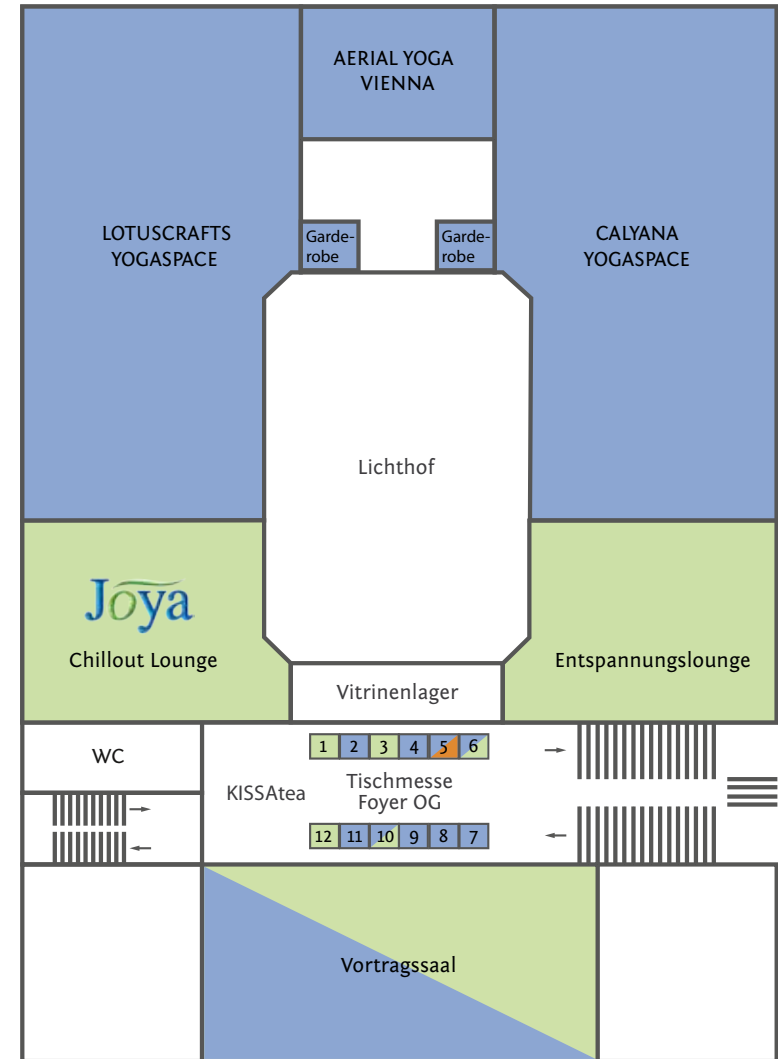 AERIAL YOGA
VIENNA
LOTUSCRAFTS
YOGASPACE
Garde-
robe
Garde-
robe
CALYANA
YOGASPACE
Lichthof
Joya
Chillout Lounge
Entspannungslounge
Vitrinenlager
WC
1 2 3 4 5 6
KISSAtea
Tischmesse
Foyer OG
12 11 10 9 8 7
Vortragssaal